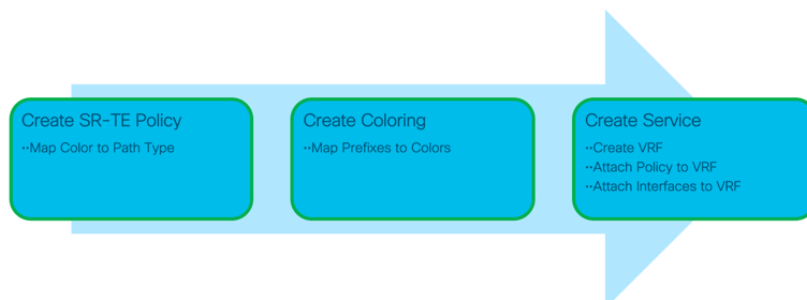 Create SR-TE Policy
··Map Color to Path Type
Create Coloring
··Map Prefixes to Colors
Create Service
··Create VRF
··Attach Policy to VRF
··Attach Interfaces to VRF